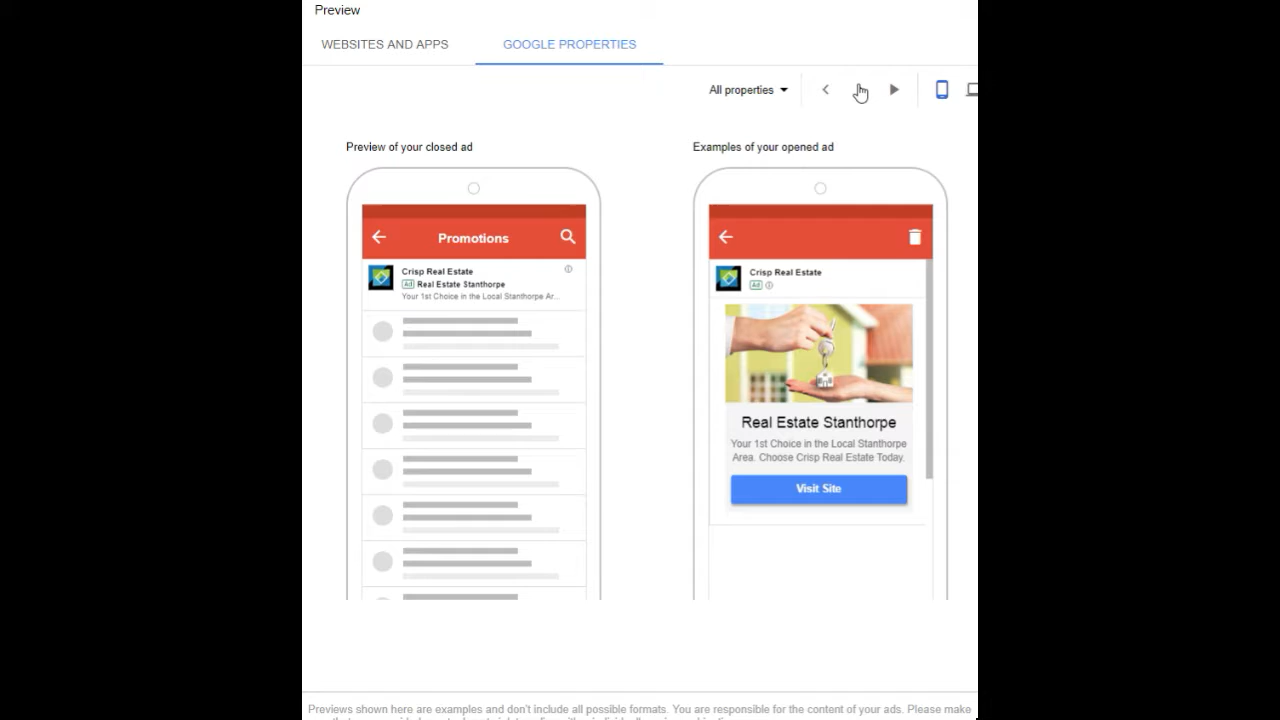 Preview
WEBSITES AND APPS
GOOGLE PROPERTIES
All properties
Preview of your closed ad
Examples of your opened ad
Promotions
Crisp Real Estate
Ad Real Estate Stanthorpe
Your 1st Choice in the Local Stanthorpe Ar...
Crisp Real Estate
Ad
Real Estate Stanthorpe
Your 1st Choice in the Local Stanthorpe
Area. Choose Crisp Real Estate Today.
Visit Site
Previews shown here are examples and don't include all possible formats. You are responsible for the content of your ads. Please make